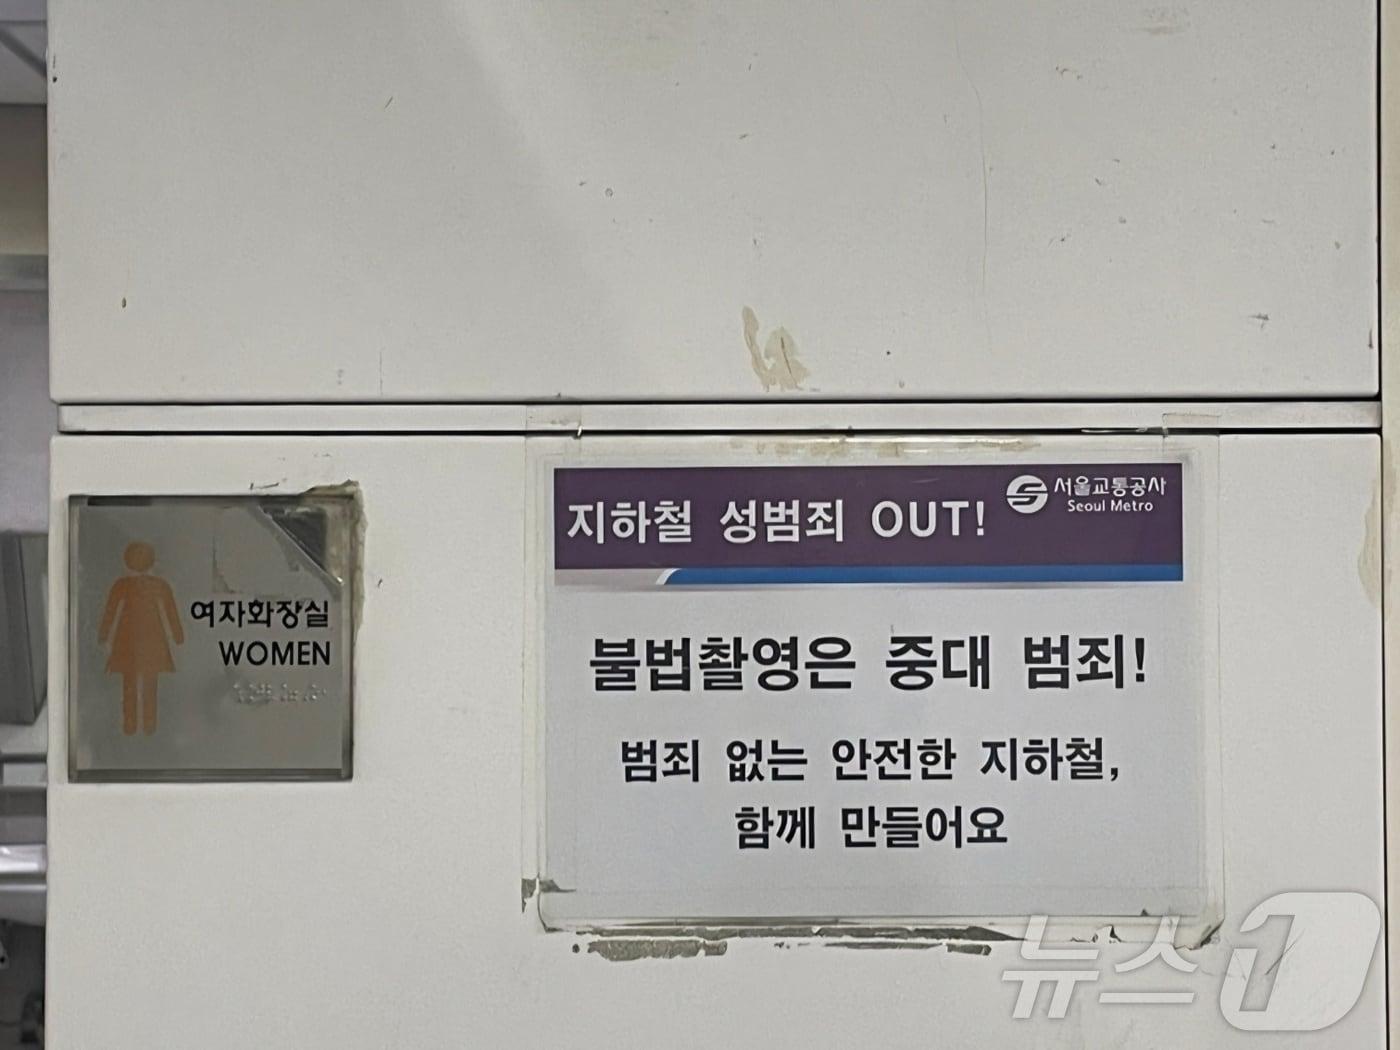 여자화장실
WOMEN
지하철 성범죄 OUT!
서울교통공사
Seoul Metro
불법촬영은 중대 범죄!
범죄 없는 안전한 지하철,
함께 만들어요
뉴스1